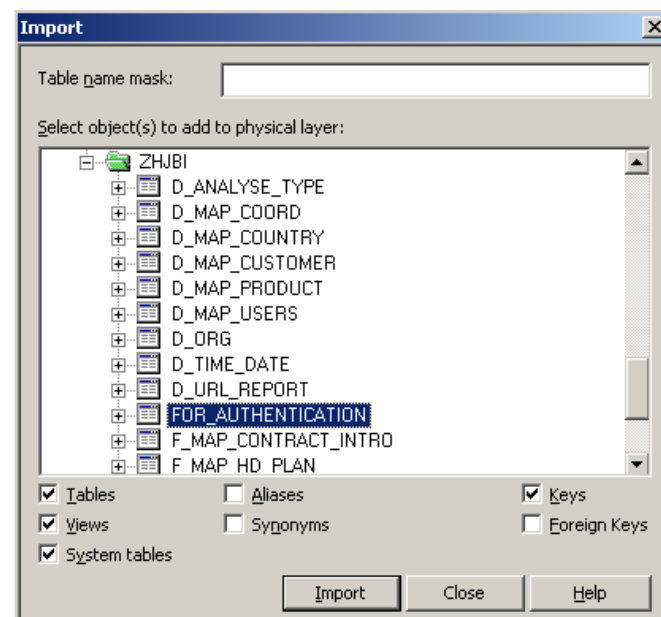 Import
Table name mask:
Select object(s) to add to physical layer:
ZHJBI
D_ANALYSE_TYPE
D_MAP_COORD
D_MAP_COUNTRY
D_MAP_CUSTOMER
D_MAP_PRODUCT
D_MAP_USERS
D_ORG
D_TIME_DATE
D_URL_REPORT
FOR_AUTHENTICATION
F_MAP_CONTRACT_INTRO
F_MAP_HD_PLAN
Tables Aliases Keys
Views Synonyms Foreign Keys
System tables
Import Close Help